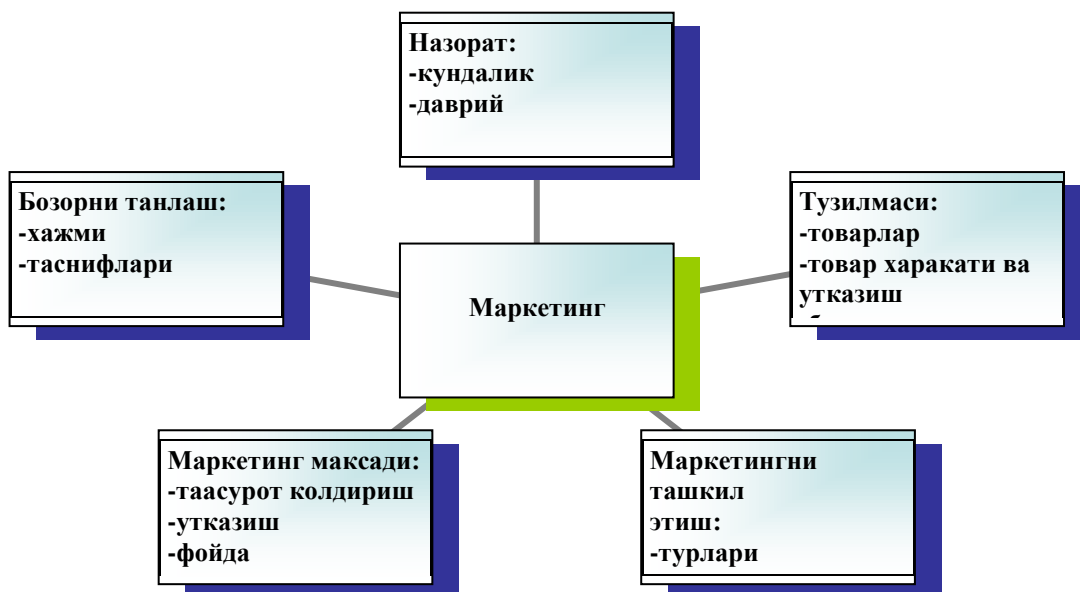 Назорат:
-кундалик
-даврий
Бозорни танлаш:
-хажми
-таснифлари
Тузилмаси:
-товарлар
-товар харакати ва
утказиш
Маркетинг
Маркетинг максади:
-таасурот колдириш
-утказиш
-фойда
Маркетингни
ташкил
этиш:
-турлари